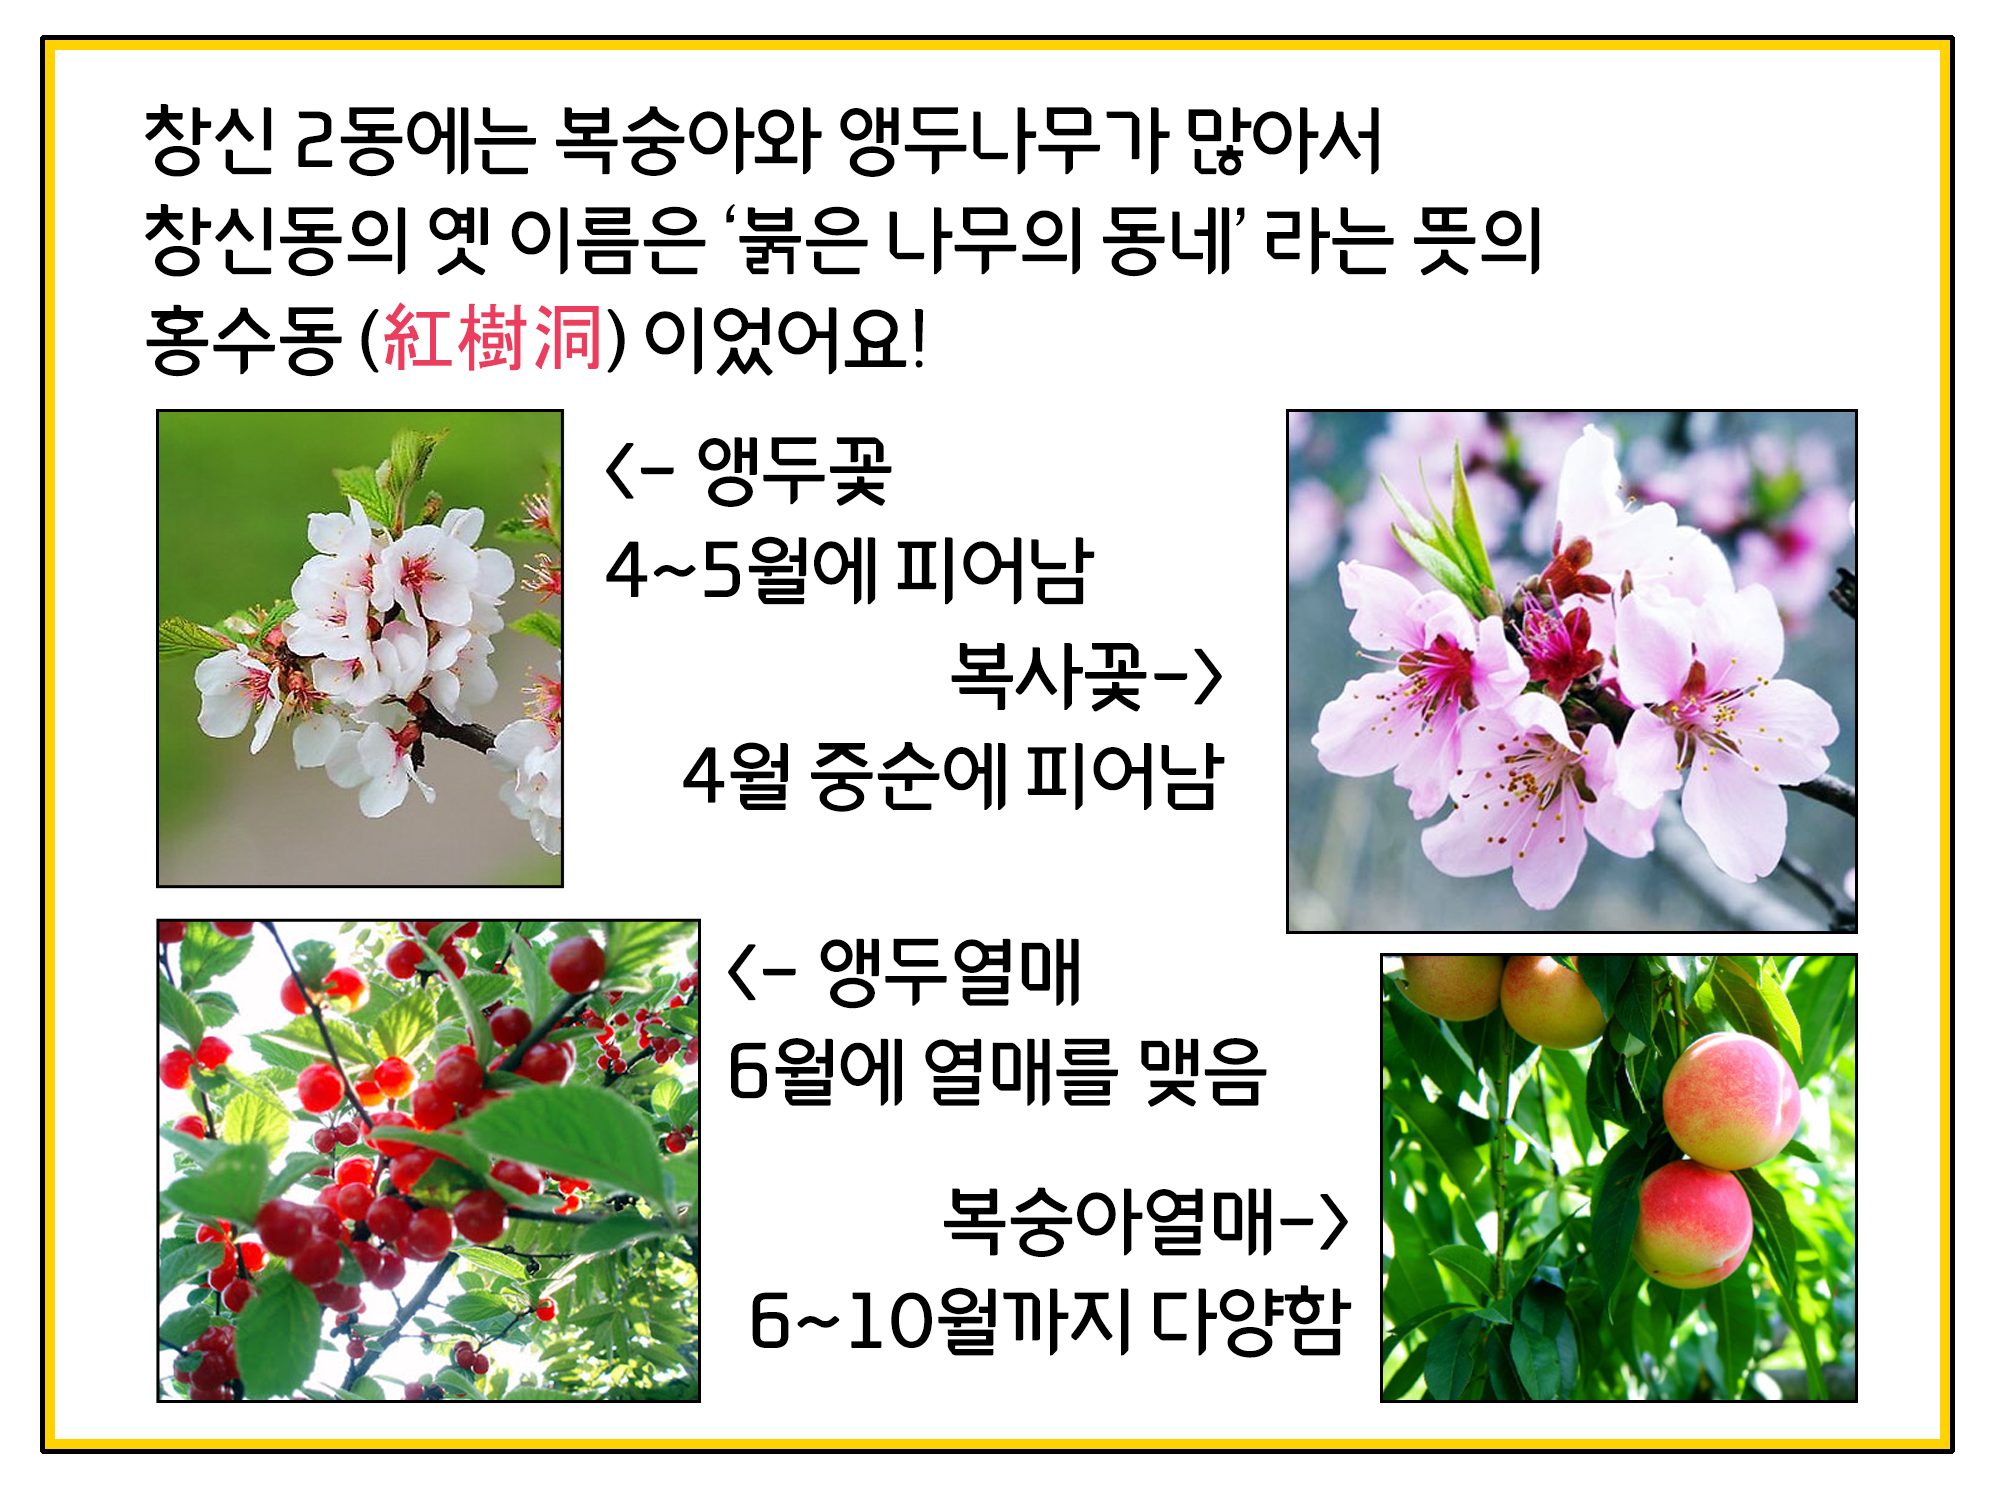 창신 2동에는 복숭아와 앵두나무가 많아서
창신동의 옛 이름은 ‘붉은 나무의 동네’ 라는 뜻의
홍수동 (紅樹洞) 이었어요!
<- 앵두꽃
4~5월에 피어남
복사꽃->
4월 중순에 피어남
<- 앵두열매
6월에 열매를 맺음
복숭아열매->
6~10월까지 다양함